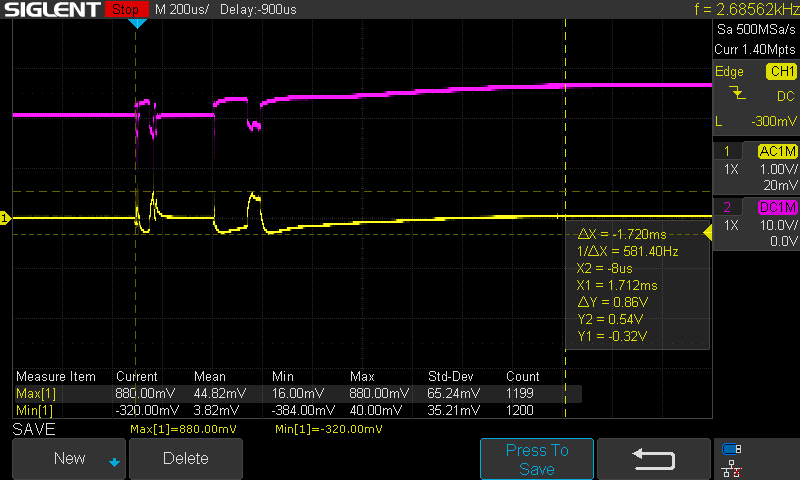 SIGLENT Stop M 200us/ Delay:-900us f = 2.68562kHz
Sa 500MSa/s
Curr 1.40Mpts
Edge CH1
DC
L -300mV
1 AC1M
1X 1.00V/
20mV
2 DC1M
1X 10.0V/
0.0V
1
ΔX = -1.720ms
1/ΔX = 581.40Hz
X2 = -8us
X1 = 1.712ms
ΔY = 0.86V
Y2 = 0.54V
Y1 = -0.32V
Measure Item Current Mean Min Max Std-Dev Count
Max[1] 880.00mV 44.82mV 16.00mV 880.00mV 65.24mV 1199
Min[1] -320.00mV 3.82mV -384.00mV 40.00mV 35.21mV 1200
SAVE Max[1]=880.00mV Min[1]=-320.00mV
New Delete Press To
Save